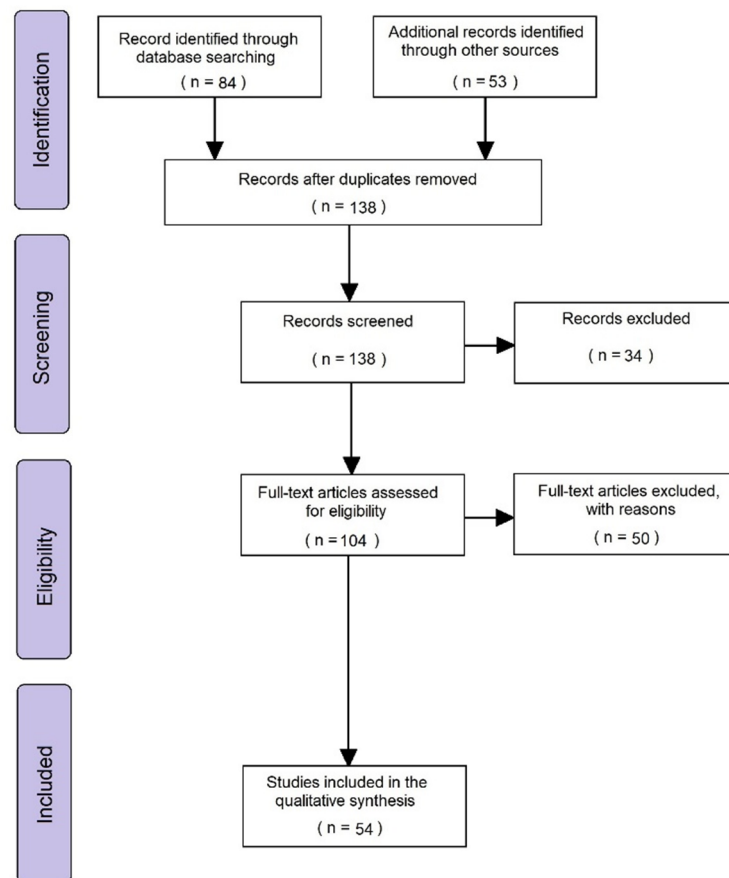 Identification
Record identified through
database searching
( n = 84 )
Additional records identified
through other sources
( n = 53 )
Records after duplicates removed
( n = 138 )
Screening
Records screened
( n = 138 )
Records excluded
( n = 34 )
Eligibility
Full-text articles assessed
for eligibility
( n =104 )
Full-text articles excluded,
with reasons
( n = 50 )
Included
Studies included in the
qualitative synthesis
( n = 54 )